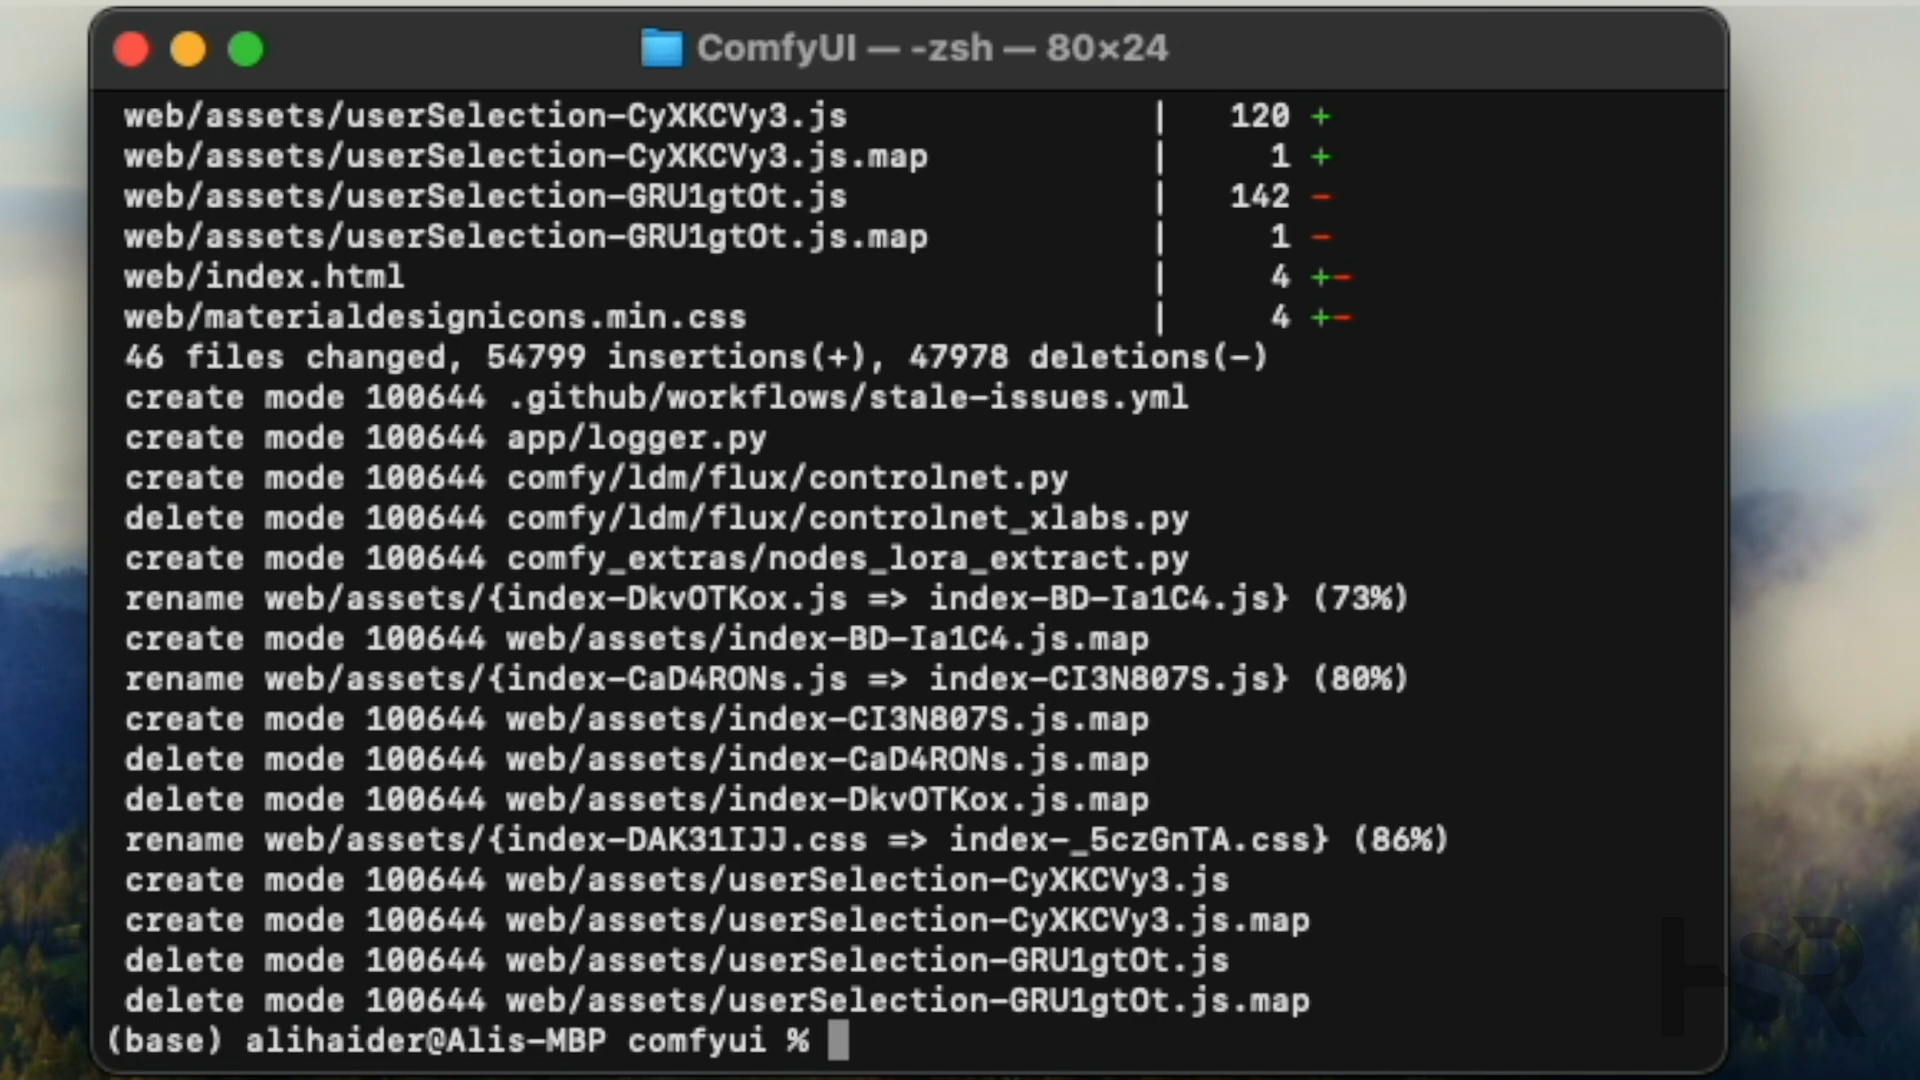 ComfyUI — -zsh — 80×24
web/assets/userSelection-CyXKCVy3.js | 120 +
web/assets/userSelection-CyXKCVy3.js.map | 1 +
web/assets/userSelection-GRU1gtOt.js | 142 -
web/assets/userSelection-GRU1gtOt.js.map | 1 -
web/index.html | 4 +-
web/materialdesignicons.min.css | 4 +-
46 files changed, 54799 insertions(+), 47978 deletions(-)
create mode 100644 .github/workflows/stale-issues.yml
create mode 100644 app/logger.py
create mode 100644 comfy/ldm/flux/controlnet.py
delete mode 100644 comfy/ldm/flux/controlnet_xlabs.py
create mode 100644 comfy_extras/nodes_lora_extract.py
rename web/assets/{index-DkvOTKox.js => index-BD-Ia1C4.js} (73%)
create mode 100644 web/assets/index-BD-Ia1C4.js.map
rename web/assets/{index-CaD4RONs.js => index-CI3N807S.js} (80%)
create mode 100644 web/assets/index-CI3N807S.js.map
delete mode 100644 web/assets/index-CaD4RONs.js.map
delete mode 100644 web/assets/index-DkvOTKox.js.map
rename web/assets/{index-DAK31IJJ.css => index-_5czGnTA.css} (86%)
create mode 100644 web/assets/userSelection-CyXKCVy3.js
create mode 100644 web/assets/userSelection-CyXKCVy3.js.map
delete mode 100644 web/assets/userSelection-GRU1gtOt.js
delete mode 100644 web/assets/userSelection-GRU1gtOt.js.map
(base) alihaider@Alis-MBP comfyui %
HSR